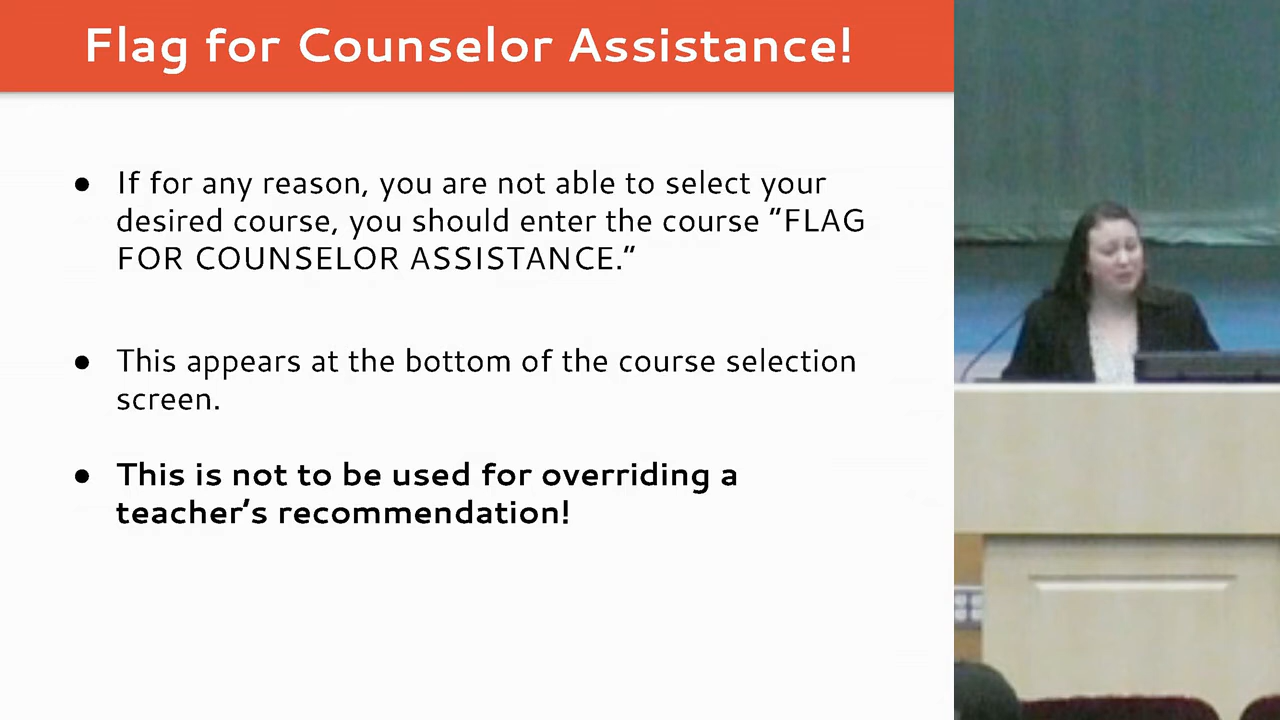 Flag for Counselor Assistance!
● If for any reason, you are not able to select your
desired course, you should enter the course “FLAG
FOR COUNSELOR ASSISTANCE.”
● This appears at the bottom of the course selection
screen.
● This is not to be used for overriding a
teacher’s recommendation!